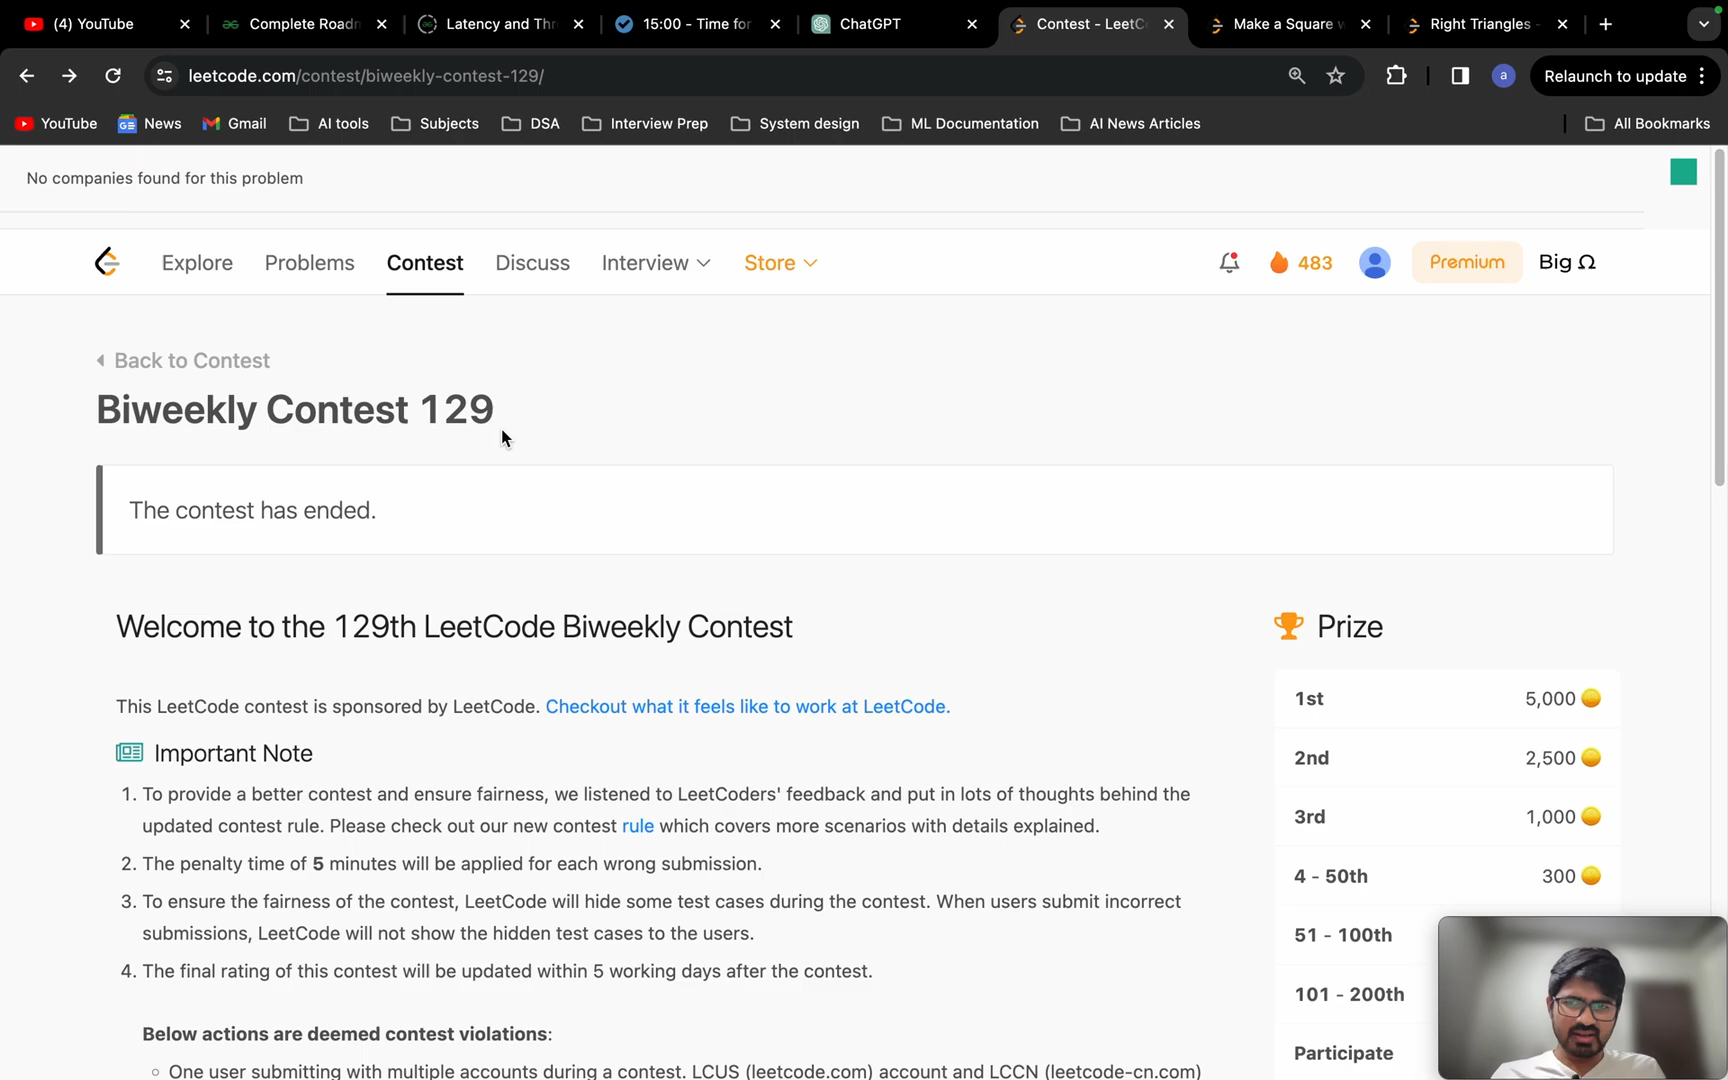 (4) YouTube
Complete Roadm
Latency and Thr
15:00 - Time for
ChatGPT
Contest - LeetC
Make a Square w
Right Triangles -
leetcode.com/contest/biweekly-contest-129/
a
Relaunch to update
YouTube
News
Gmail
AI tools
Subjects
DSA
Interview Prep
System design
ML Documentation
AI News Articles
All Bookmarks
No companies found for this problem
Explore
Problems
Contest
Discuss
Interview
Store
483
Premium
Big Ω
Back to Contest
Biweekly Contest 129
The contest has ended.
Welcome to the 129th LeetCode Biweekly Contest
This LeetCode contest is sponsored by LeetCode. Checkout what it feels like to work at LeetCode.
Important Note
1. To provide a better contest and ensure fairness, we listened to LeetCoders' feedback and put in lots of thoughts behind the
updated contest rule. Please check out our new contest rule which covers more scenarios with details explained.
2. The penalty time of 5 minutes will be applied for each wrong submission.
3. To ensure the fairness of the contest, LeetCode will hide some test cases during the contest. When users submit incorrect
submissions, LeetCode will not show the hidden test cases to the users.
4. The final rating of this contest will be updated within 5 working days after the contest.
Below actions are deemed contest violations:
One user submitting with multiple accounts during a contest. LCUS (leetcode.com) account and LCCN (leetcode-cn.com)
Prize
1st 5,000
2nd 2,500
3rd 1,000
4 - 50th 300
51 - 100th
101 - 200th
Participate